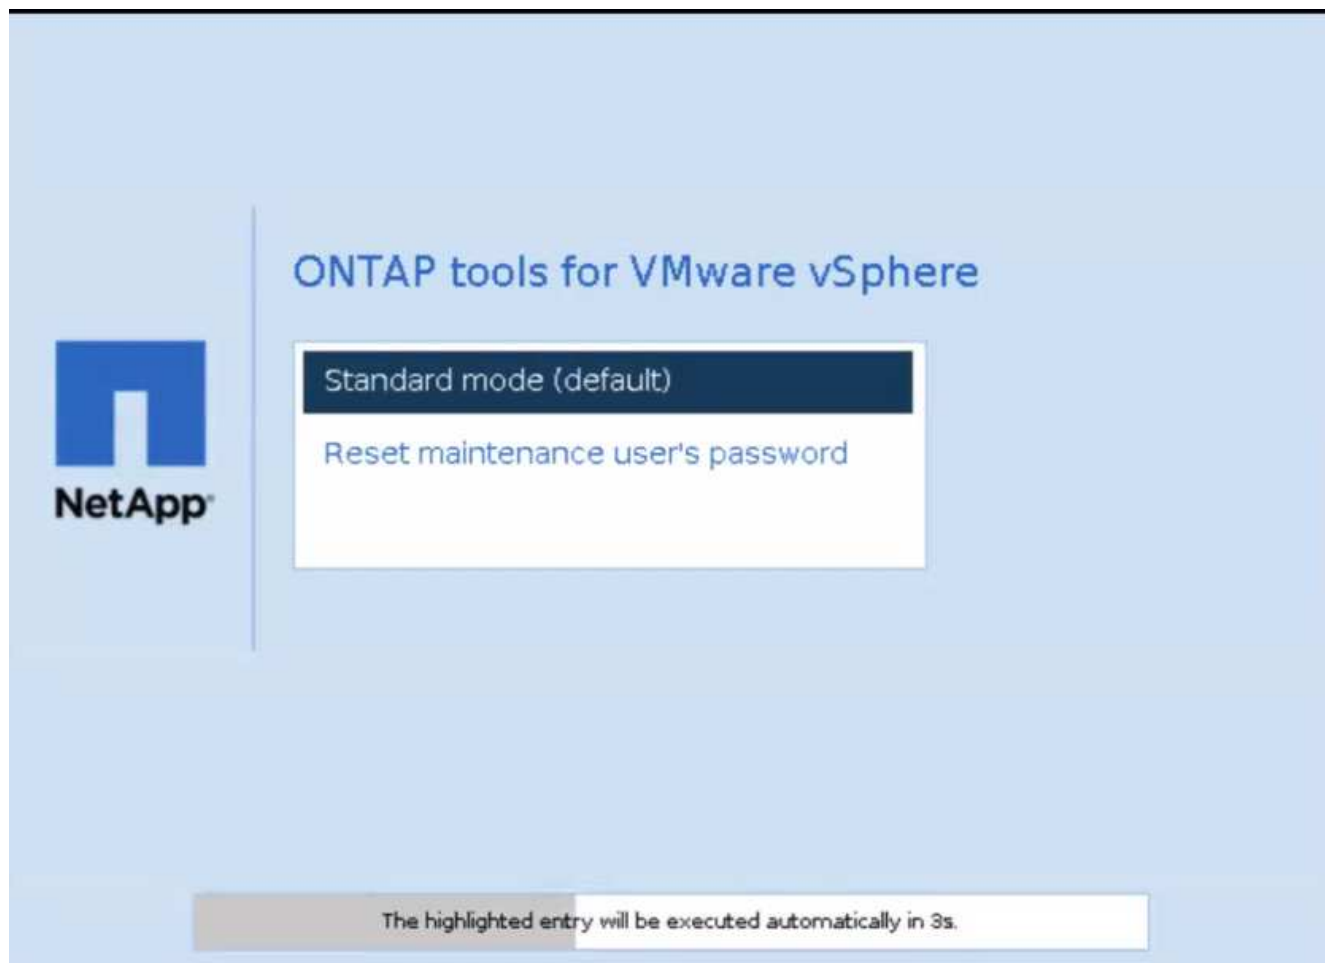 ONTAP tools for VMware vSphere
Standard mode (default)
Reset maintenance user's password
NetApp®
The highlighted entry will be executed automatically in 3s.